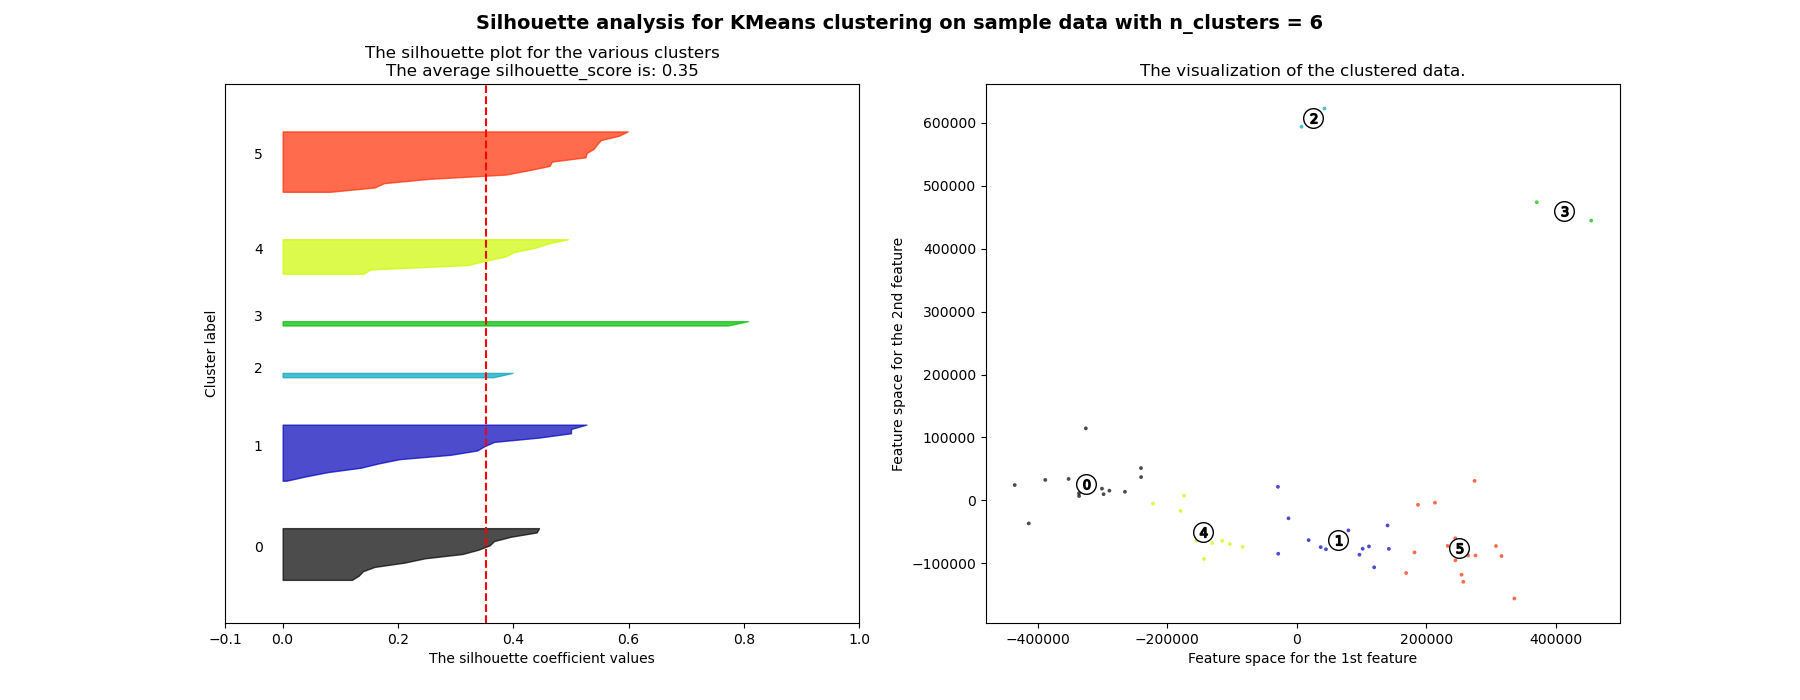 Silhouette analysis for KMeans clustering on sample data with n_clusters = 6
The silhouette plot for the various clusters
The average silhouette_score is: 0.35
Cluster label
5
4
3
2
1
0
−0.1 0.0 0.2 0.4 0.6 0.8 1.0
The silhouette coefficient values
The visualization of the clustered data.
Feature space for the 2nd feature
600000
500000
400000
300000
200000
100000
0
−100000
2
3
0
4
1
5
−400000 −200000 0 200000 400000
Feature space for the 1st feature